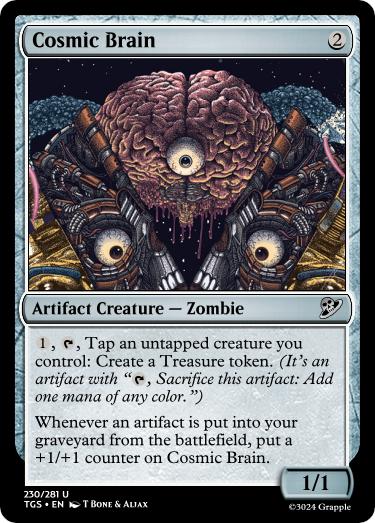 Cosmic Brain 2
Artifact Creature — Zombie
1, , Tap an untapped creature you
control: Create a Treasure token. (It's an
artifact with “, Sacrifice this artifact: Add
one mana of any color.”)
Whenever an artifact is put into your
graveyard from the battlefield, put a
+1/+1 counter on Cosmic Brain.
1/1
230/281 U
TGS • EN T Bone & Aljax
©3024 Grapple